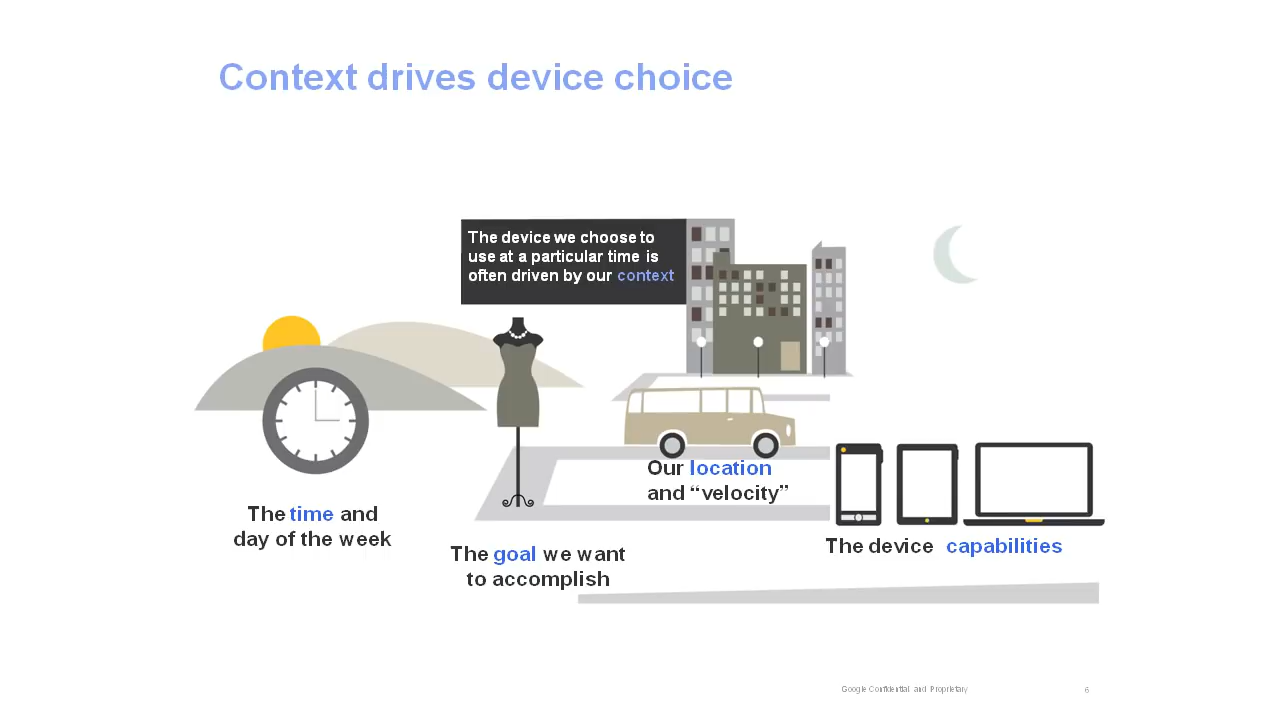 Context drives device choice
The device we choose to
use at a particular time is
often driven by our context
The time and
day of the week
The goal we want
to accomplish
Our location
and “velocity”
The device capabilities
Google Confidential and Proprietary
6